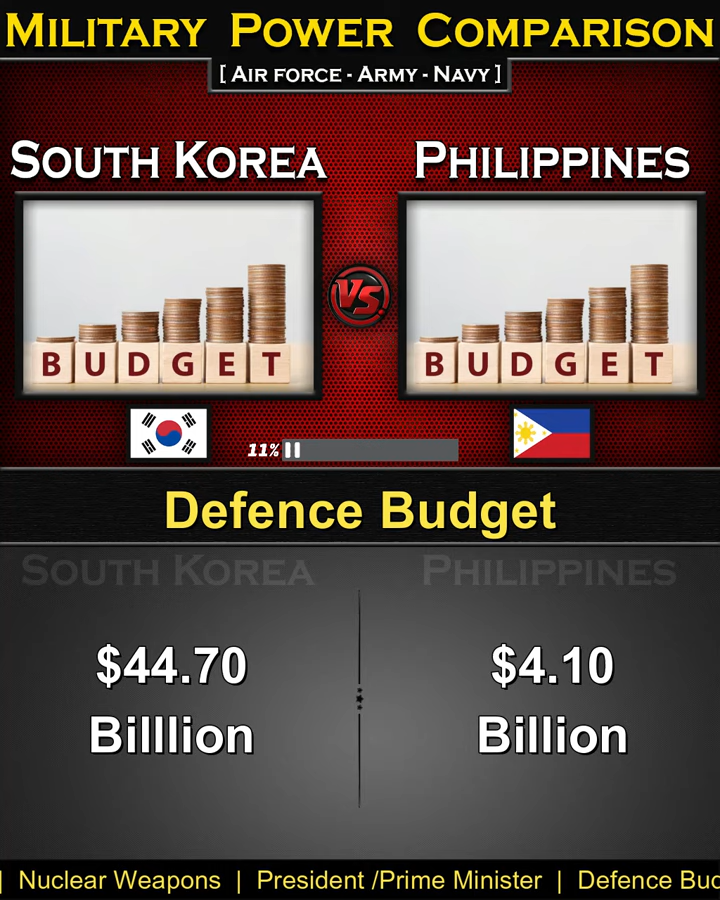 MILITARY POWER COMPARISON
[ AIR FORCE - ARMY - NAVY ]
SOUTH KOREA
PHILIPPINES
BUDGET
VS.
BUDGET
11%
Defence Budget
SOUTH KOREA
PHILIPPINES
$44.70
Billlion
$4.10
Billion
| Nuclear Weapons | President /Prime Minister | Defence Bud